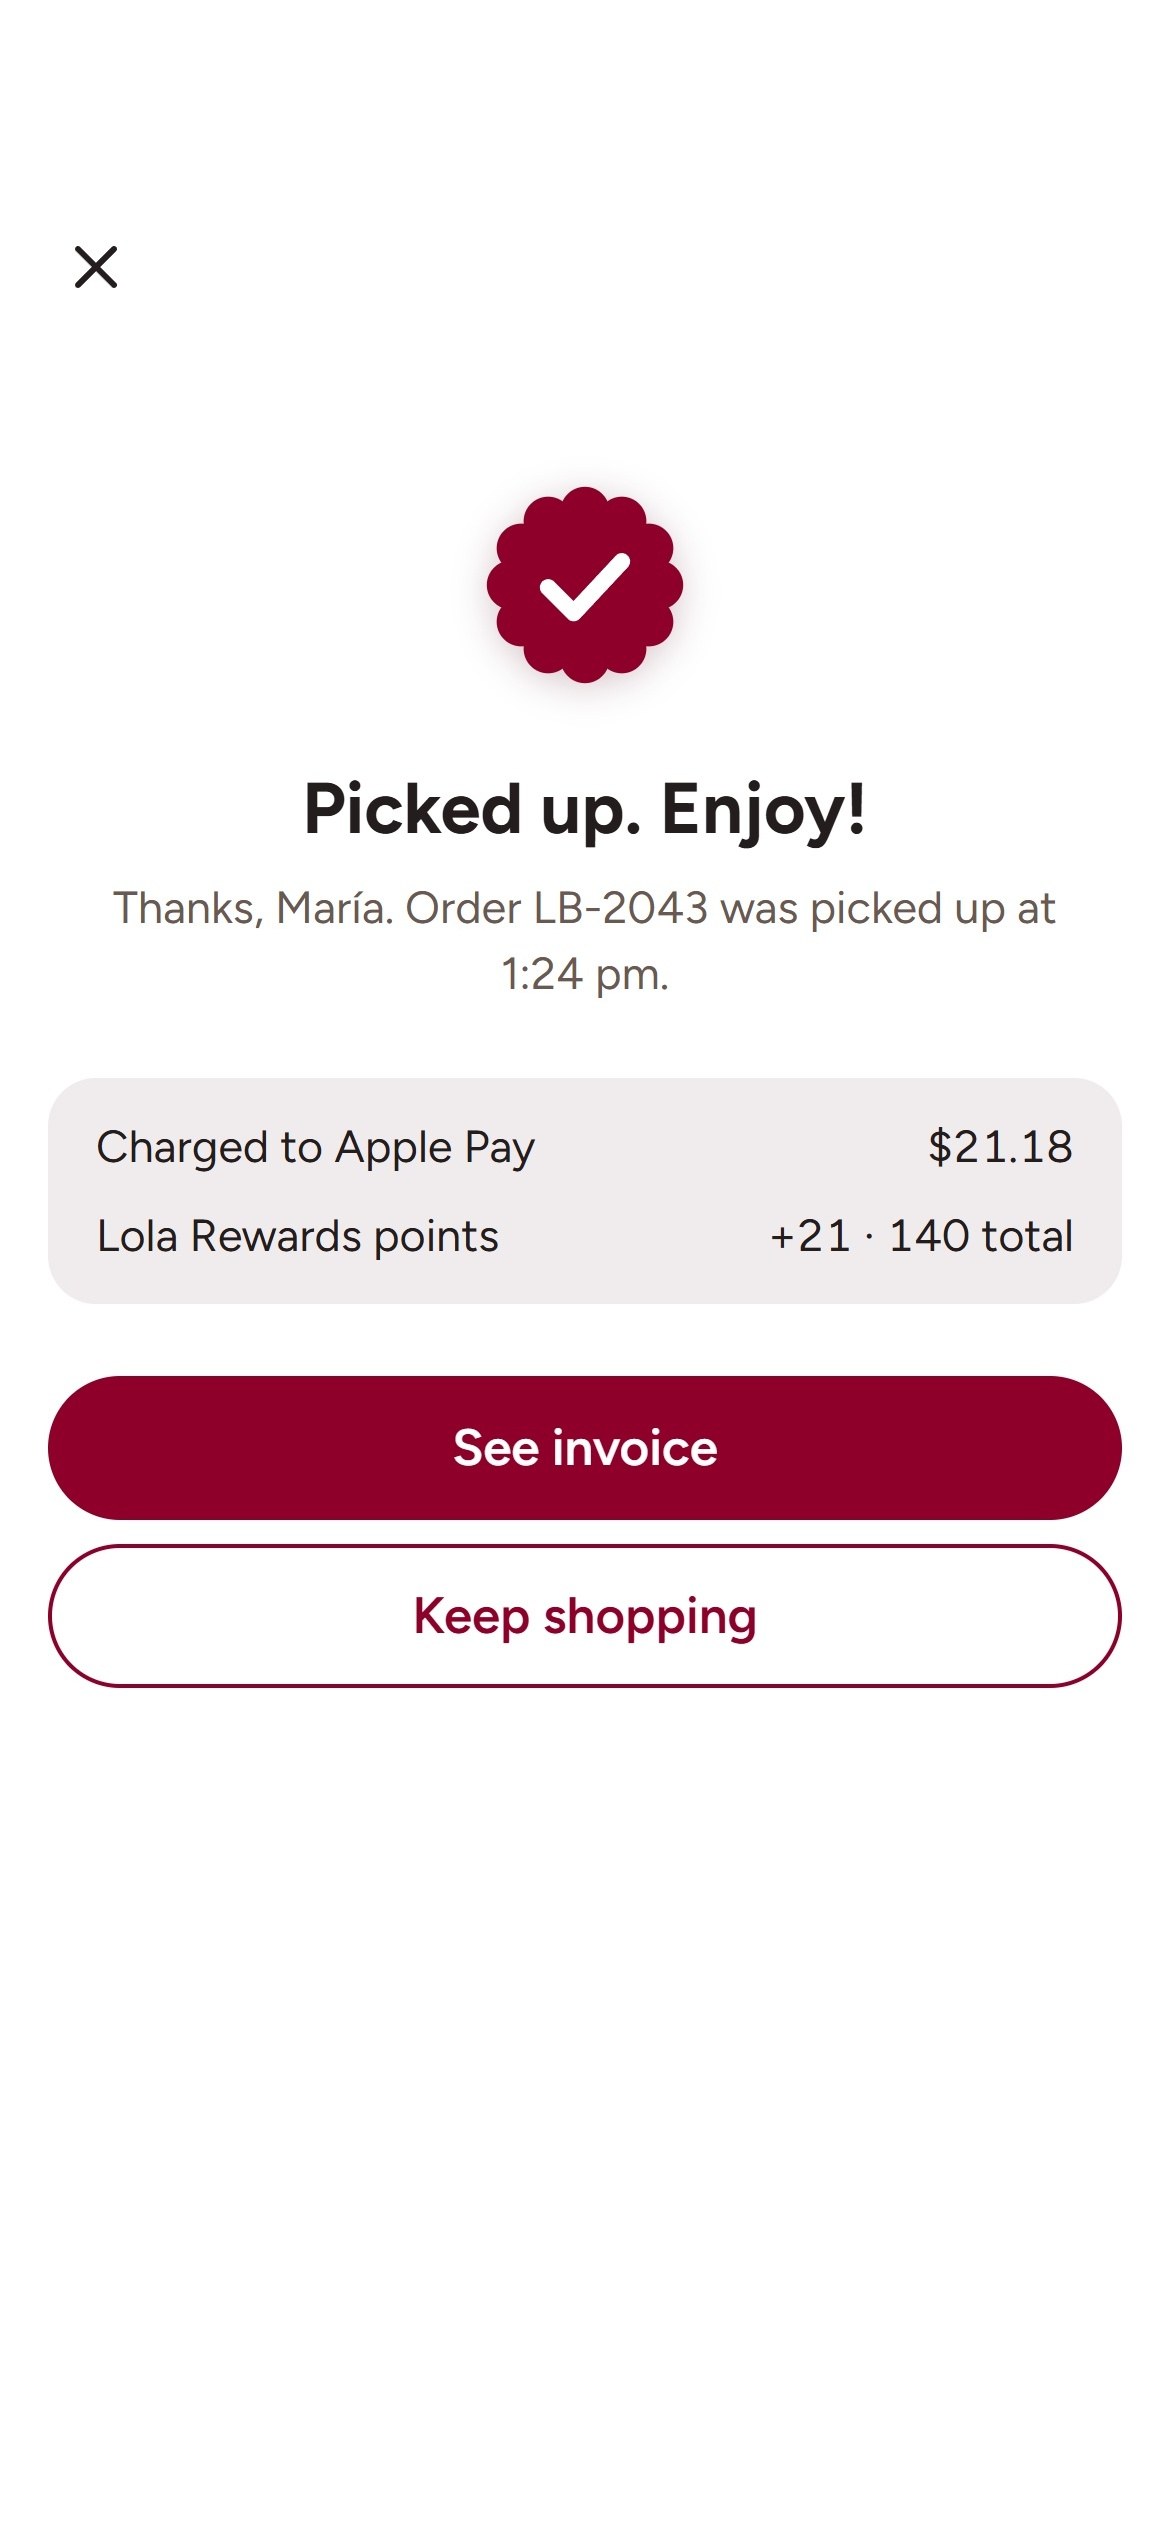 Picked up. Enjoy!
Thanks, María. Order LB-2043 was picked up at
1:24 pm.
Charged to Apple Pay $21.18
Lola Rewards points +21 · 140 total
See invoice
Keep shopping